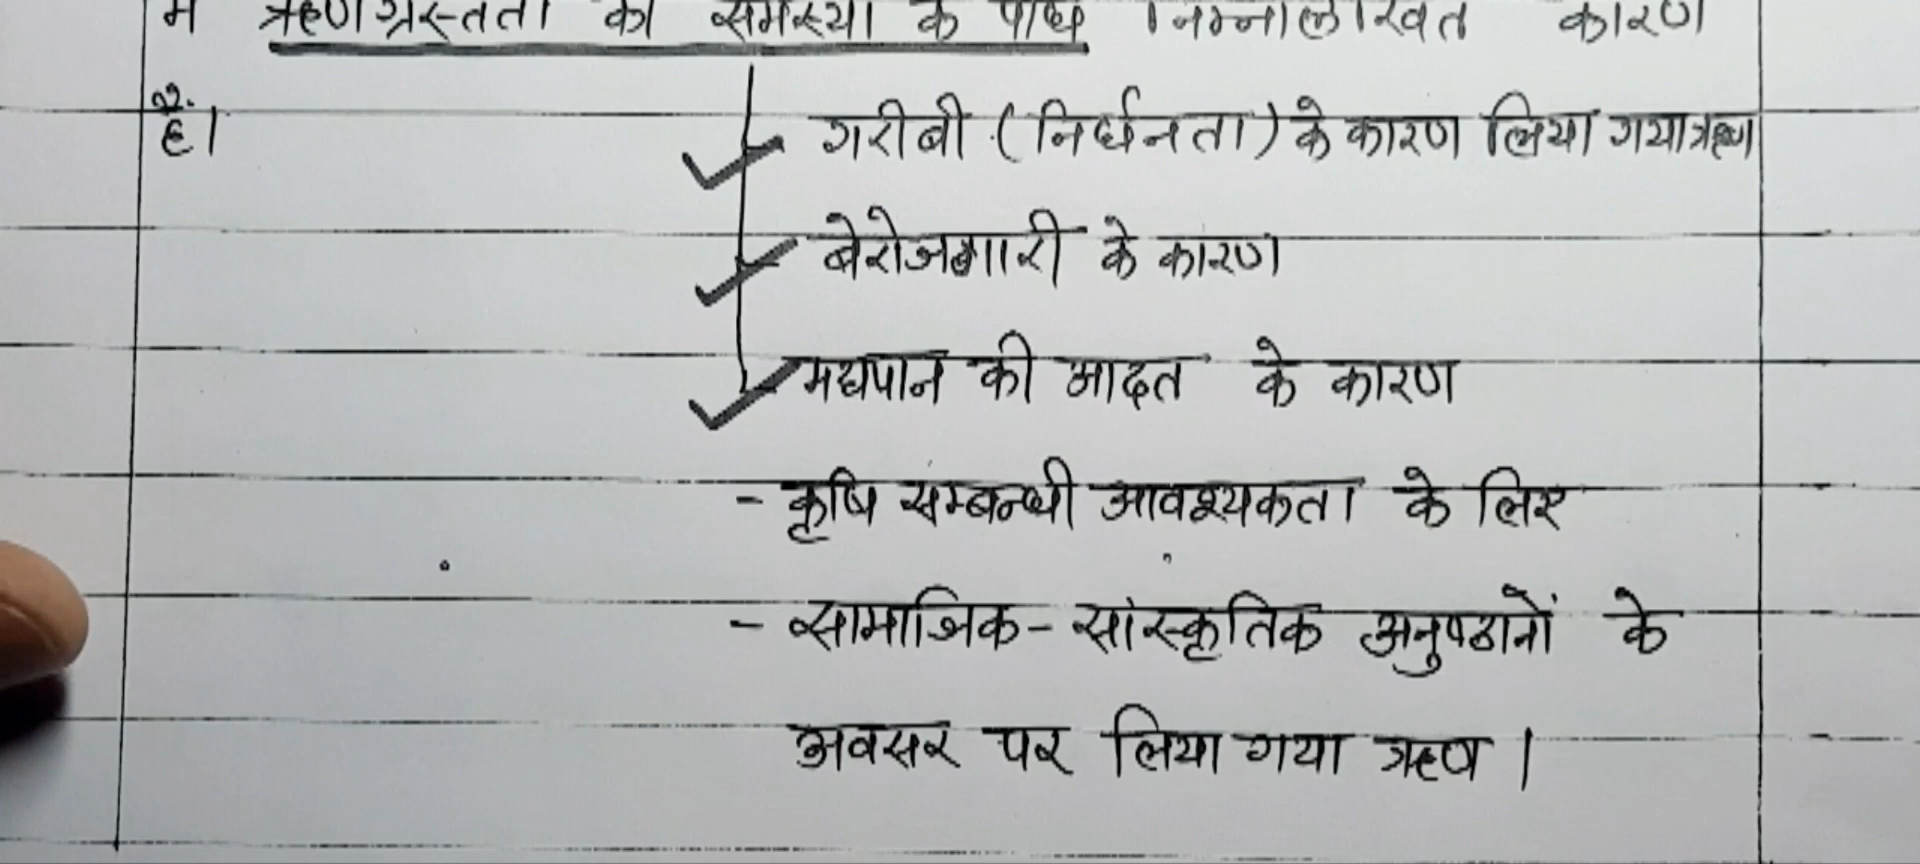 में ऋणग्रस्तता की समस्या के पीछे निम्नलिखित कारण
हैं।
गरीबी (निर्धनता) के कारण लिया गया ऋण
बेरोजगारी के कारण
मद्यपान की आदत के कारण
- कृषि सम्बन्धी आवश्यकता के लिए
- सामाजिक - सांस्कृतिक अनुष्ठानों के
अवसर पर लिया गया ऋण ।